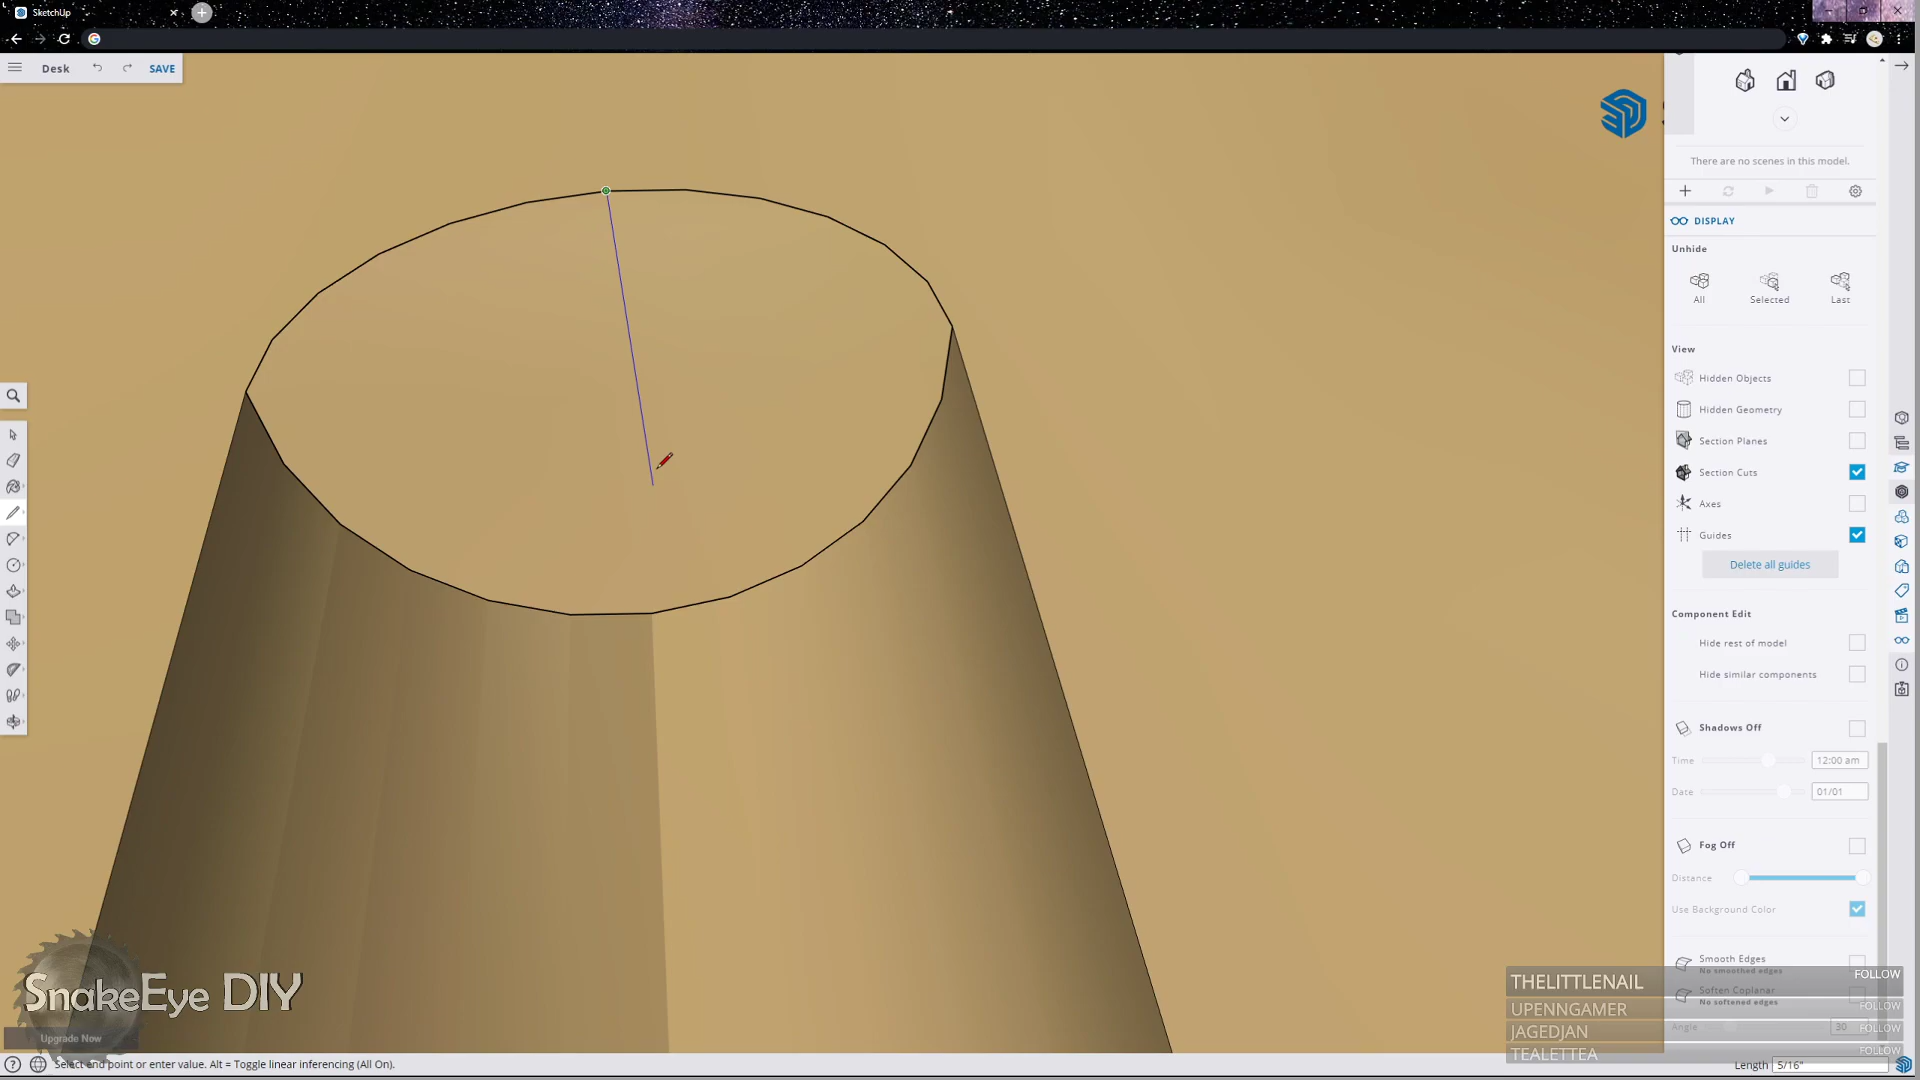 SketchUp
Desk
SAVE
There are no scenes in this model.
DISPLAY
Unhide
All Selected Last
View
Hidden Objects
Hidden Geometry
Section Planes
Section Cuts
Axes
Guides
Delete all guides
Component Edit
Hide rest of model
Hide similar components
Shadows Off
Time 12:00 am
Date 01/01
Fog Off
Distance
Use Background Color
Smooth Edges
No smoothed edges
Soften Coplanar
No softened edges
Angle 30
THELITTLENAIL FOLLOW
UPENNGAMER FOLLOW
JAGEDJAN FOLLOW
TEALETTEA FOLLOW
SnakeEye DIY
Upgrade Now
Select end point or enter value. Alt = Toggle linear inferencing (All On).
Length 5/16"